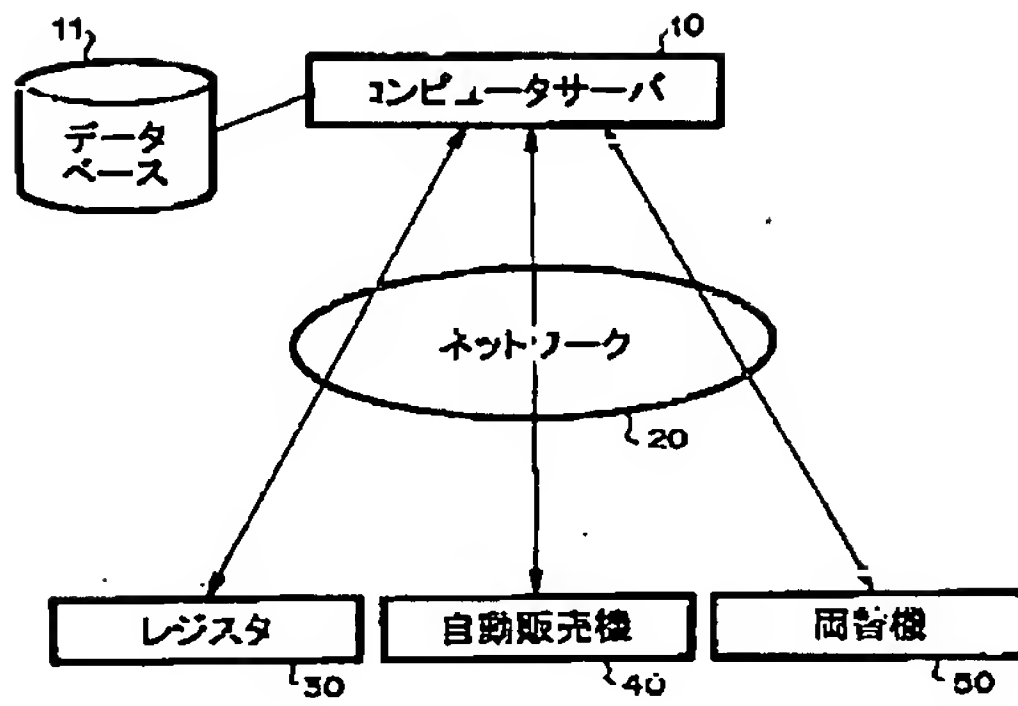 11
10
コンピュータサーバ
データ
ベース
ネットワーク
20
レジスタ
自動販売機
両替機
30
40
50